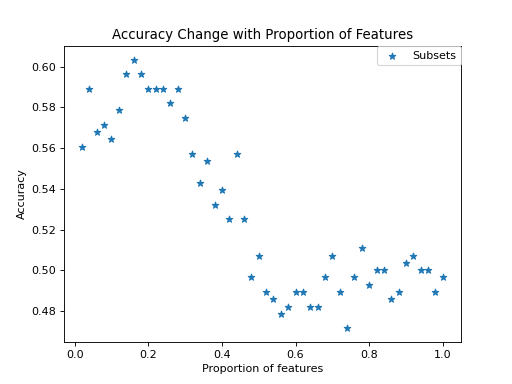 Accuracy Change with Proportion of Features
Subsets
0.60
0.58
0.56
0.54
0.52
0.50
0.48
Accuracy
0.0 0.2 0.4 0.6 0.8 1.0
Proportion of features